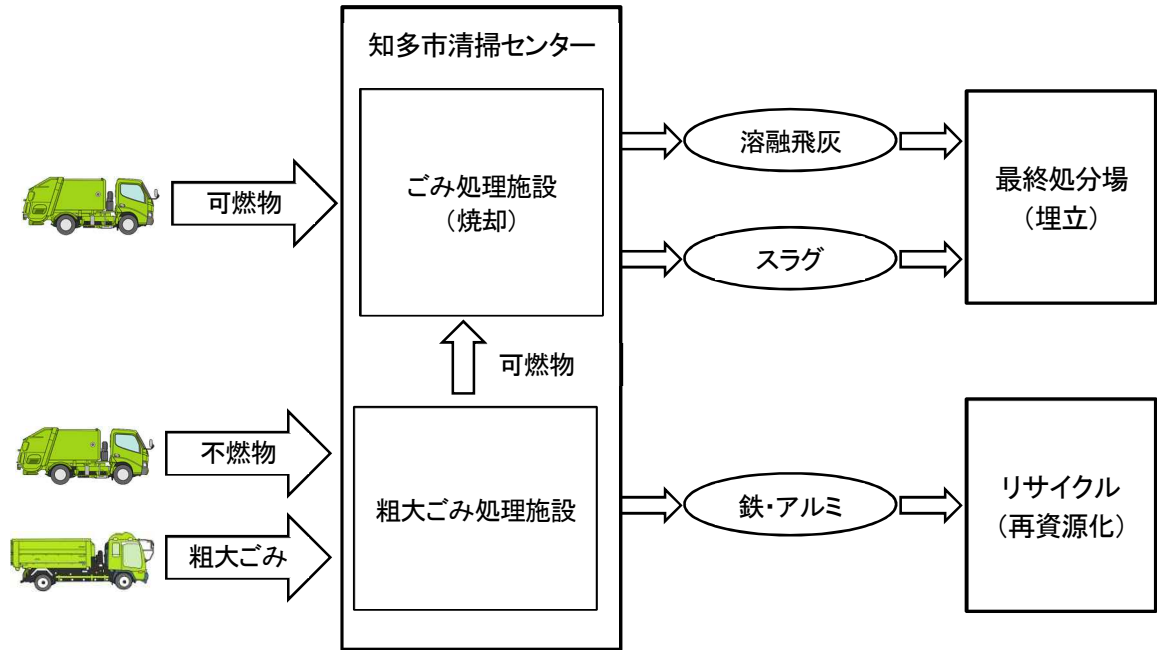 知多市清掃センター
可燃物
ごみ処理施設
（焼却）
溶融飛灰
スラグ
最終処分場
（埋立）
可燃物
不燃物
粗大ごみ
粗大ごみ処理施設
鉄・アルミ
リサイクル
（再資源化）